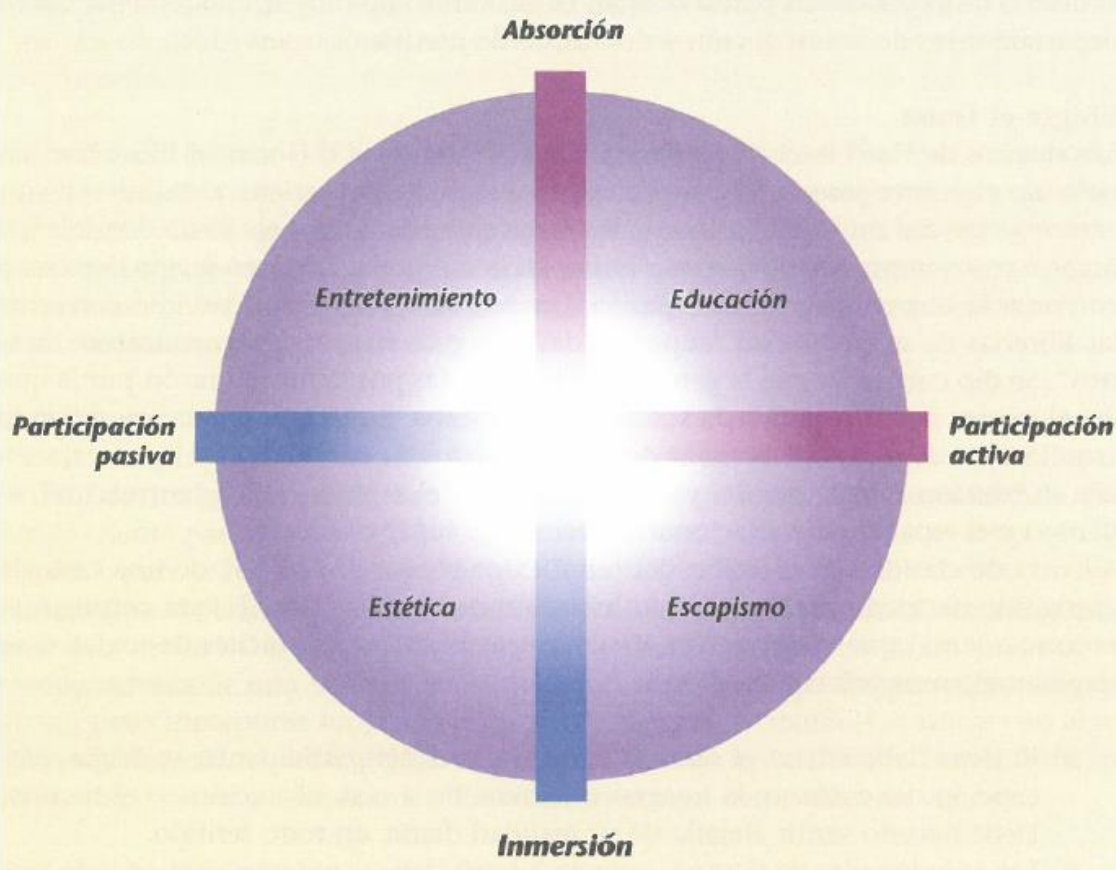 Absorción
Entretenimiento
Educación
Participación
pasiva
Participación
activa
Estética
Escapismo
Inmersión